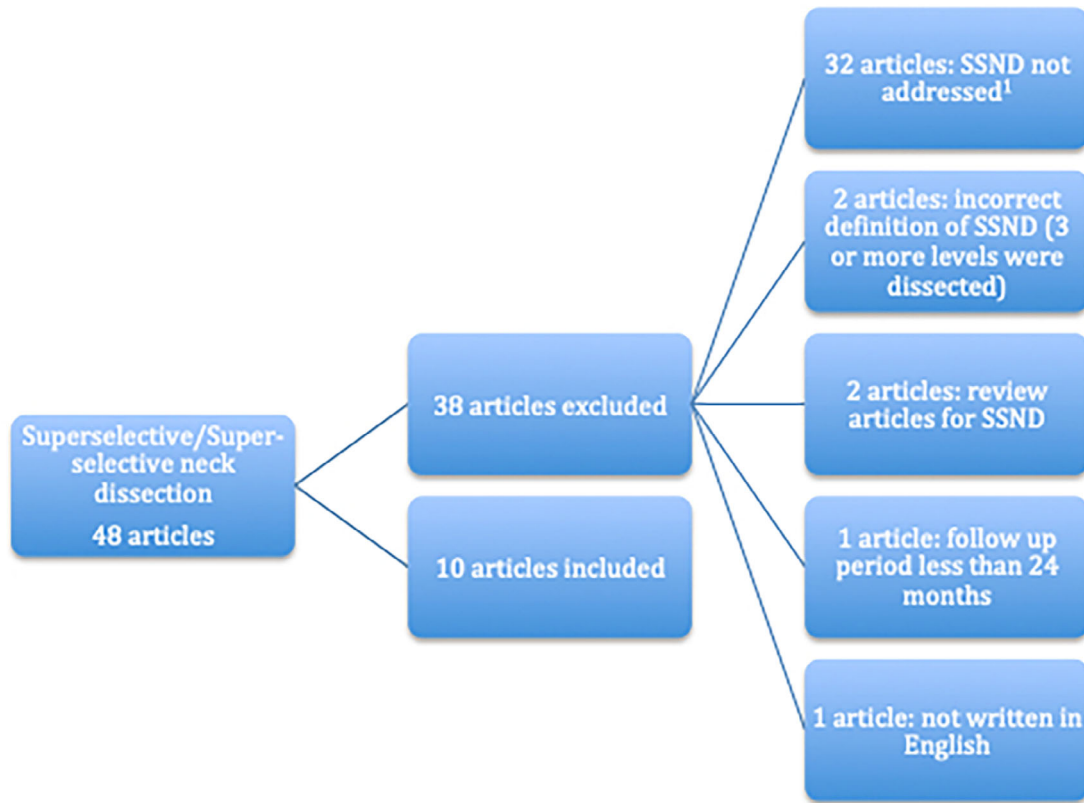 Superselective/Super-
selective neck
dissection
48 articles
38 articles excluded
10 articles included
32 articles: SSND not
addressed¹
2 articles: incorrect
definition of SSND (3
or more levels were
dissected)
2 articles: review
articles for SSND
1 article: follow up
period less than 24
months
1 article: not written in
English